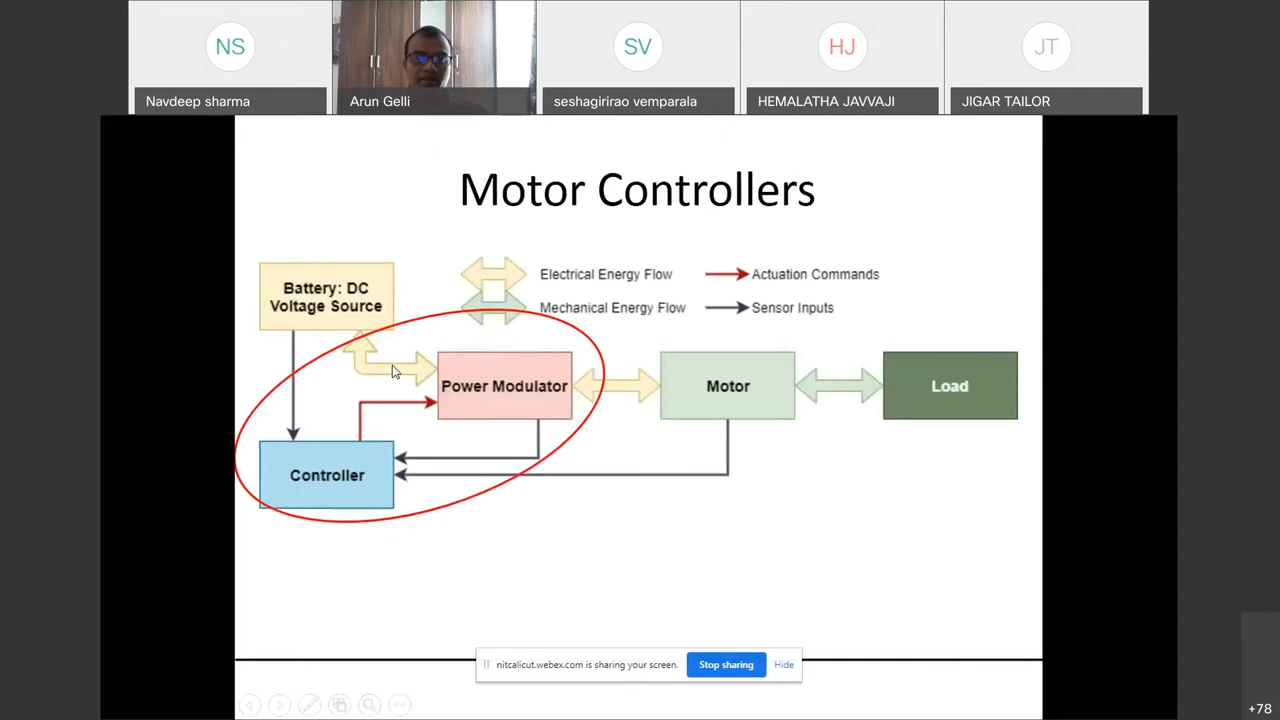 NS
SV
HJ
JT
Navdeep sharma
Arun Gelli
seshagirirao vemparala
HEMALATHA JAVVAJI
JIGAR TAILOR
Motor Controllers
Battery: DC
Voltage Source
Electrical Energy Flow
Actuation Commands
Mechanical Energy Flow
Sensor Inputs
Power Modulator
Motor
Load
Controller
nitcalicut.webex.com is sharing your screen.
Stop sharing
Hide
+78